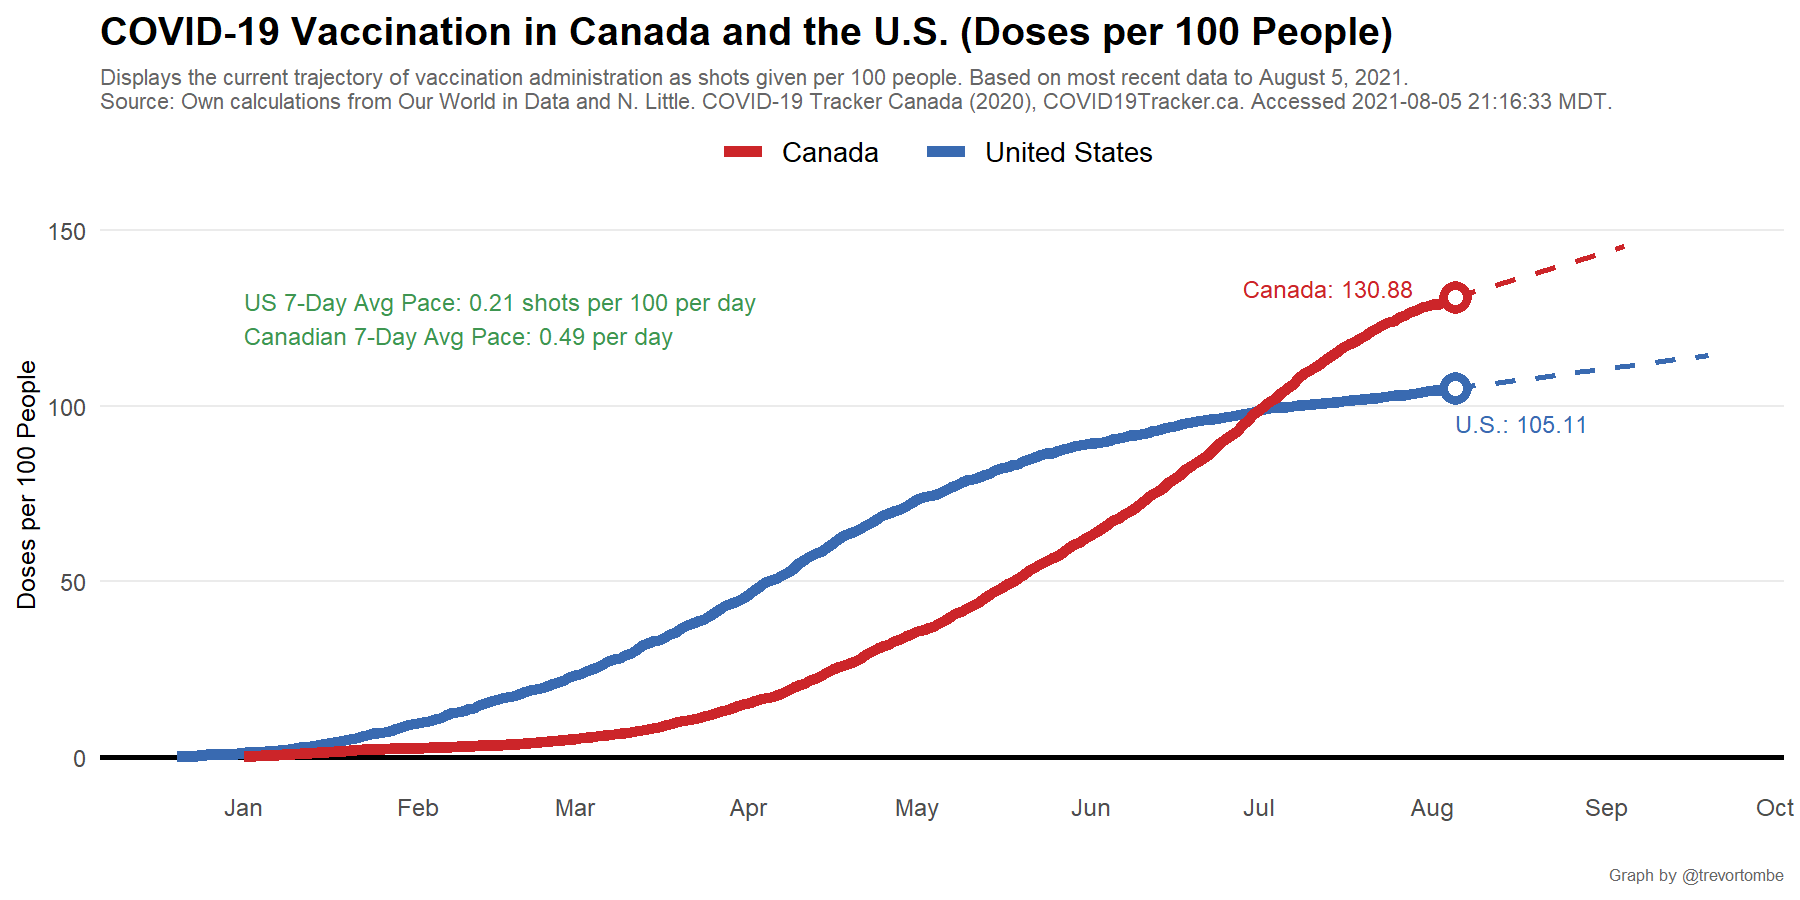 COVID-19 Vaccination in Canada and the U.S. (Doses per 100 People)
Displays the current trajectory of vaccination administration as shots given per 100 people. Based on most recent data to August 5, 2021.
Source: Own calculations from Our World in Data and N. Little. COVID-19 Tracker Canada (2020), COVID19Tracker.ca. Accessed 2021-08-05 21:16:33 MDT.
Canada
United States
150
US 7-Day Avg Pace: 0.21 shots per 100 per day
Canadian 7-Day Avg Pace: 0.49 per day
Canada: 130.88
100
U.S.: 105.11
Doses per 100 People
50
0
Jan
Feb
Mar
Apr
May
Jun
Jul
Aug
Sep
Oct
Graph by @trevortombe